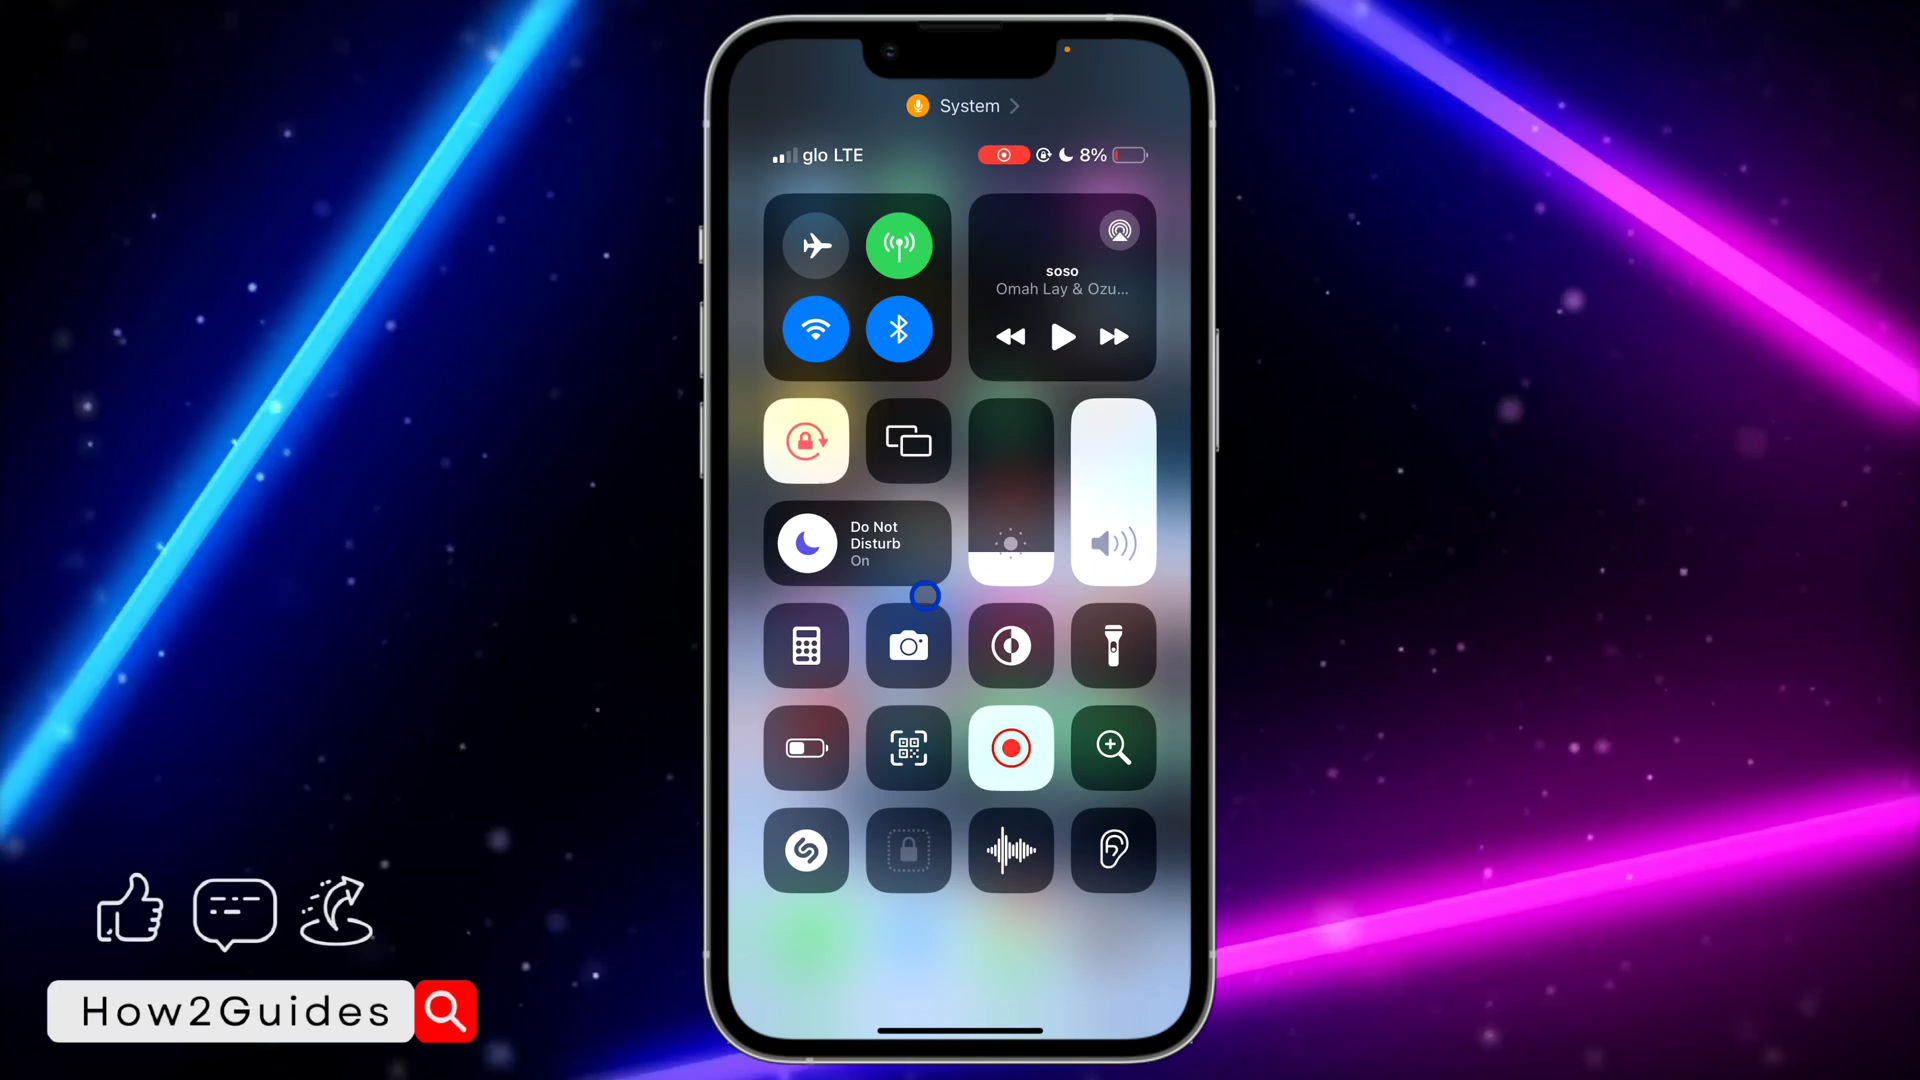 System
glo LTE
8%
soso
Omah Lay & Ozu...
Do Not
Disturb
On
How2Guides